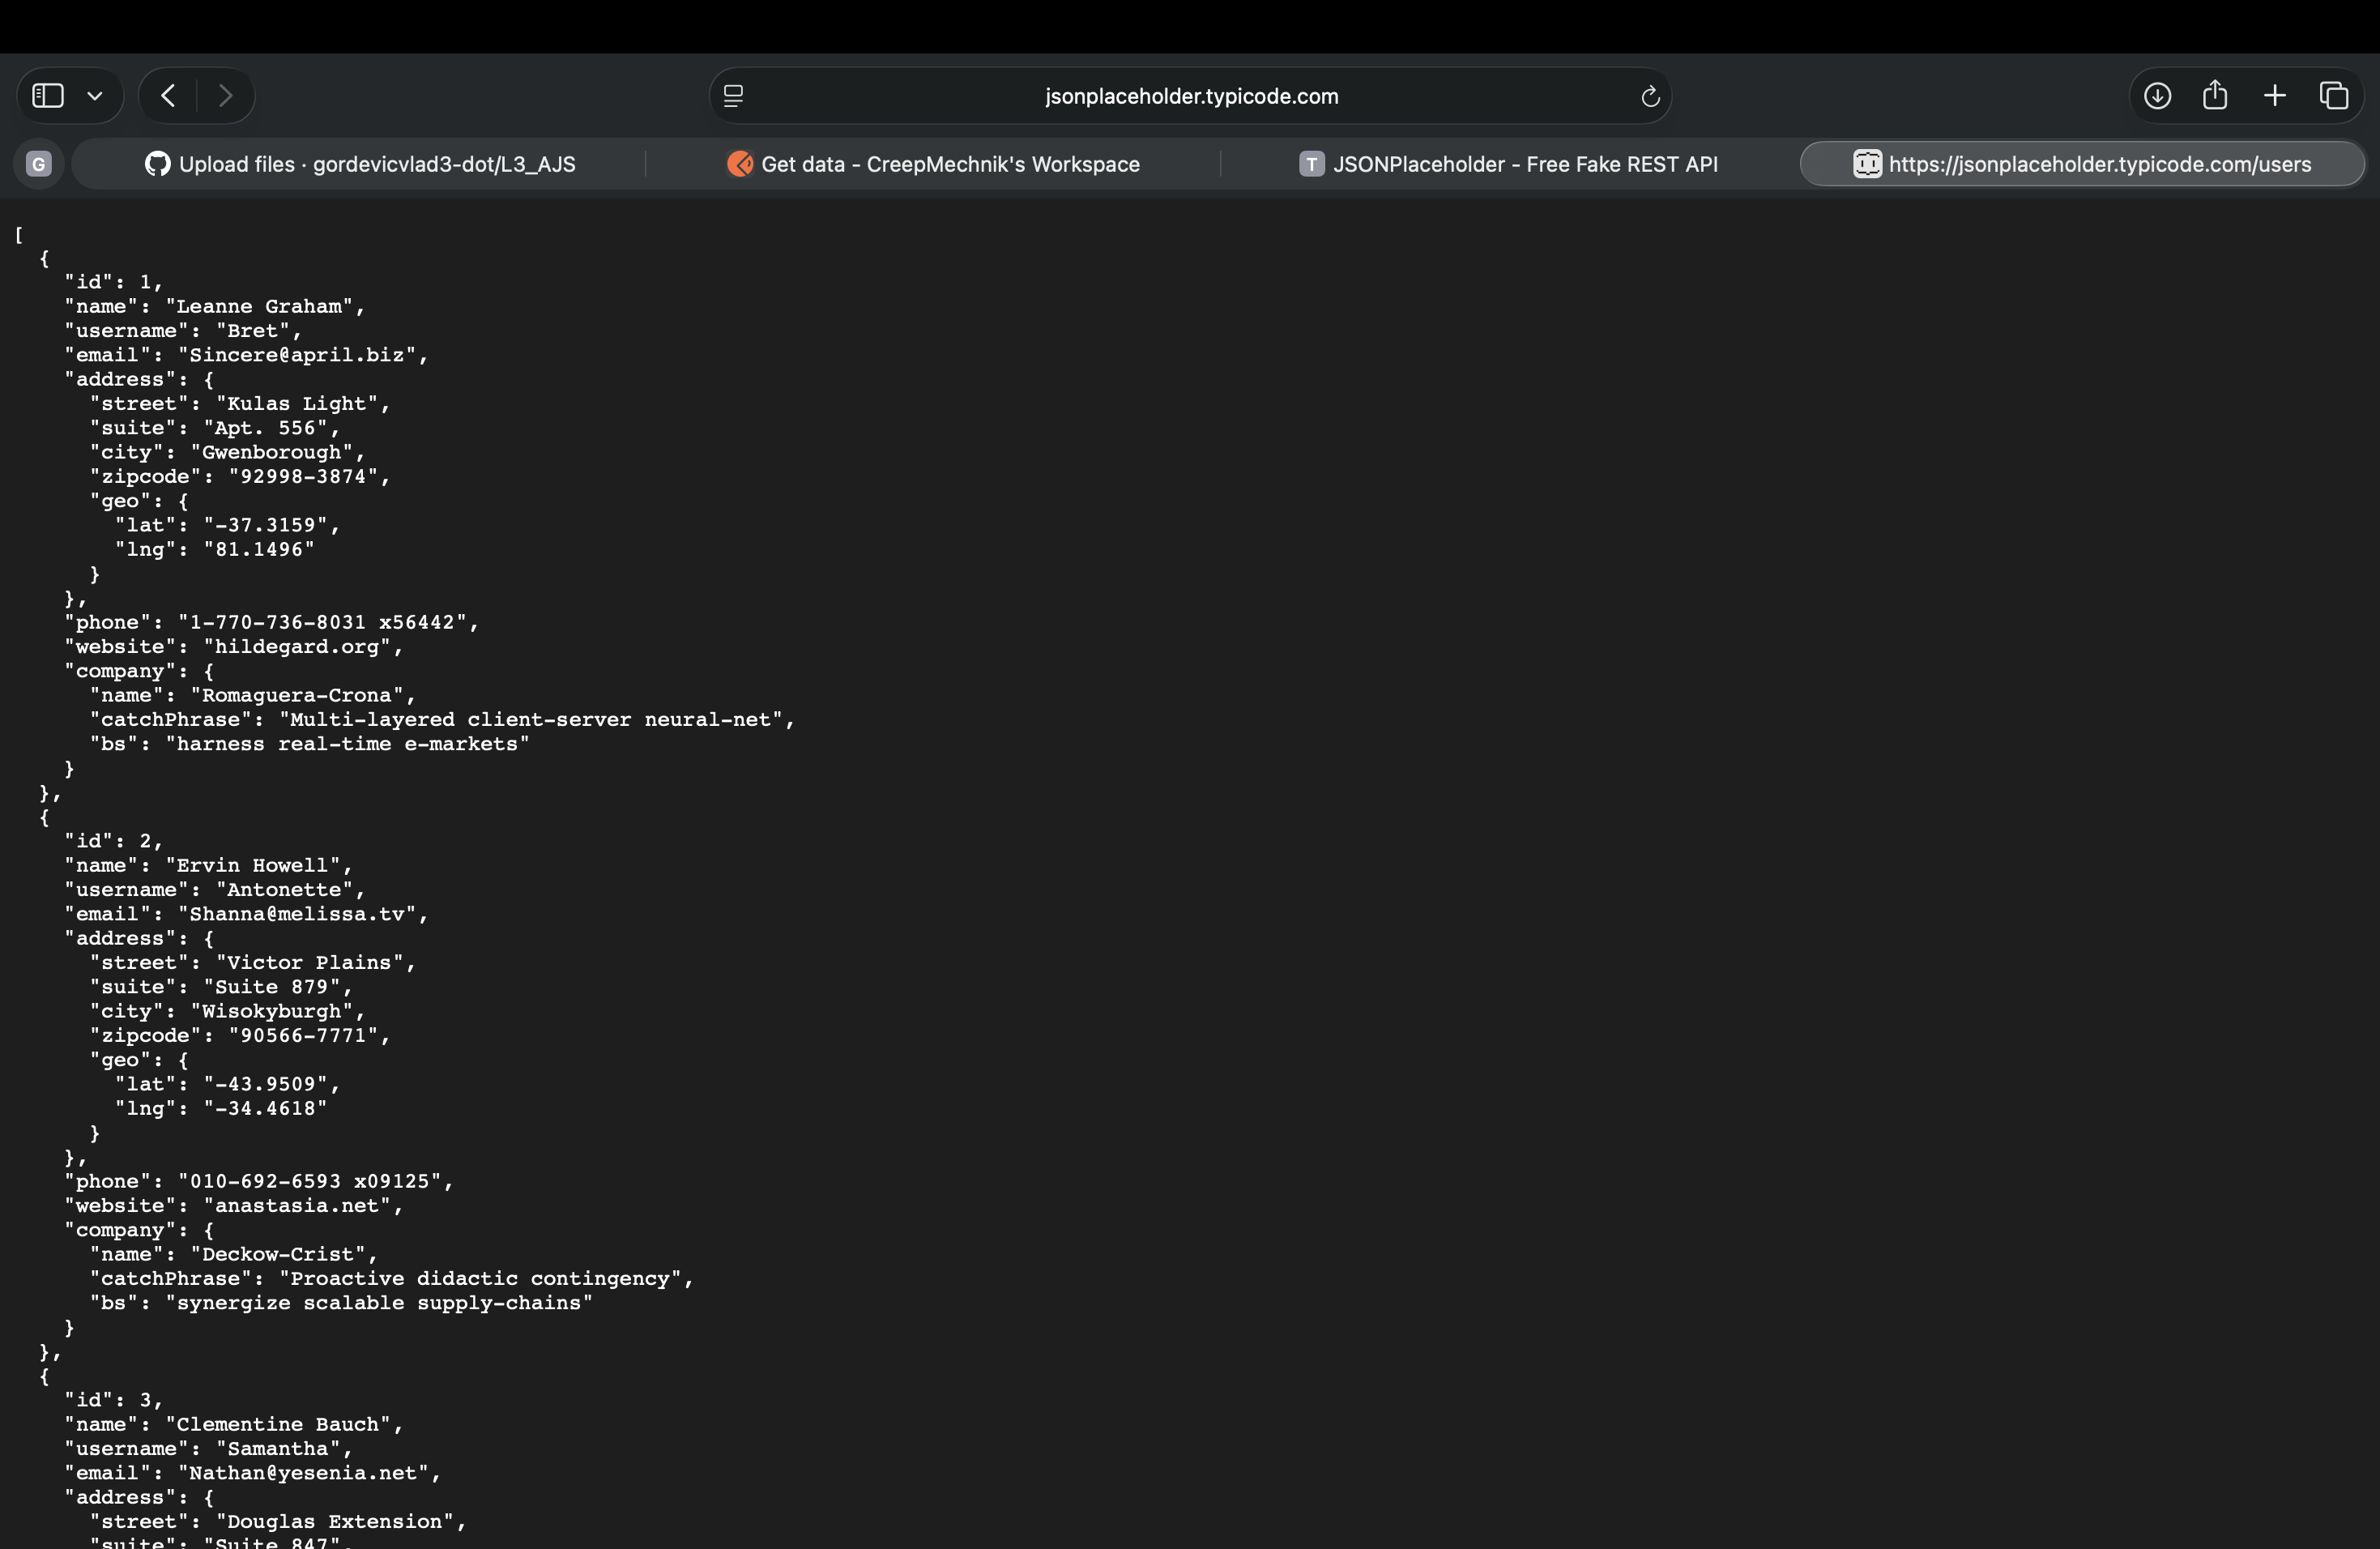 jsonplaceholder.typicode.com
G
Upload files · gordevicvlad3-dot/L3_AJS
Get data - CreepMechnik's Workspace
T JSONPlaceholder - Free Fake REST API
https://jsonplaceholder.typicode.com/users
[
  {
    "id": 1,
    "name": "Leanne Graham",
    "username": "Bret",
    "email": "Sincere@april.biz",
    "address": {
      "street": "Kulas Light",
      "suite": "Apt. 556",
      "city": "Gwenborough",
      "zipcode": "92998-3874",
      "geo": {
        "lat": "-37.3159",
        "lng": "81.1496"
      }
    },
    "phone": "1-770-736-8031 x56442",
    "website": "hildegard.org",
    "company": {
      "name": "Romaguera-Crona",
      "catchPhrase": "Multi-layered client-server neural-net",
      "bs": "harness real-time e-markets"
    }
  },
  {
    "id": 2,
    "name": "Ervin Howell",
    "username": "Antonette",
    "email": "Shanna@melissa.tv",
    "address": {
      "street": "Victor Plains",
      "suite": "Suite 879",
      "city": "Wisokyburgh",
      "zipcode": "90566-7771",
      "geo": {
        "lat": "-43.9509",
        "lng": "-34.4618"
      }
    },
    "phone": "010-692-6593 x09125",
    "website": "anastasia.net",
    "company": {
      "name": "Deckow-Crist",
      "catchPhrase": "Proactive didactic contingency",
      "bs": "synergize scalable supply-chains"
    }
  },
  {
    "id": 3,
    "name": "Clementine Bauch",
    "username": "Samantha",
    "email": "Nathan@yesenia.net",
    "address": {
      "street": "Douglas Extension",
      "suite": "Suite 847",